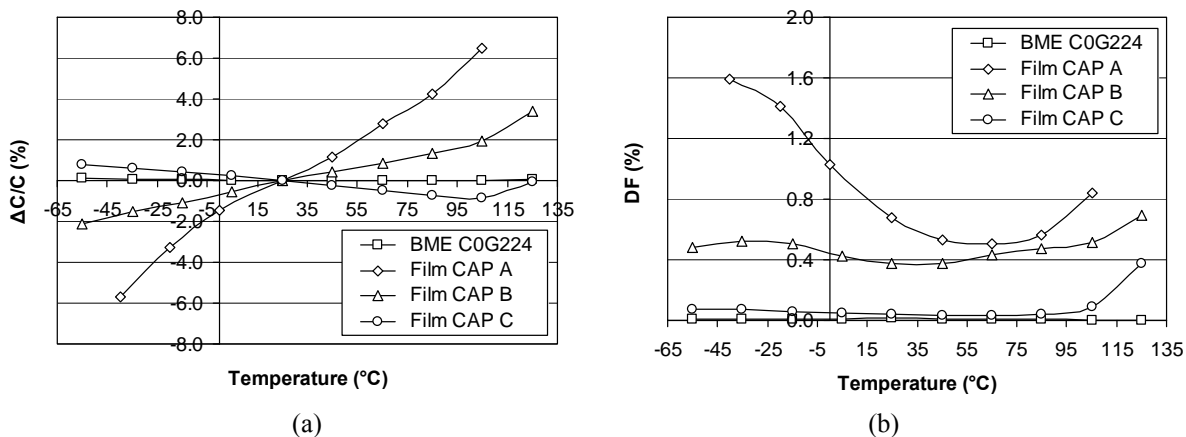 8.0
6.0
4.0
2.0
0.0
-2.0
-4.0
-6.0
-8.0
-65 -45 -25 -5 15 35 55 75 95 115 135
ΔC/C (%)
Temperature (°C)
BME C0G224
Film CAP A
Film CAP B
Film CAP C
(a)
2.0
1.6
1.2
0.8
0.4
0.0
-65 -45 -25 -5 15 35 55 75 95 115 135
DF (%)
Temperature (°C)
BME C0G224
Film CAP A
Film CAP B
Film CAP C
(b)